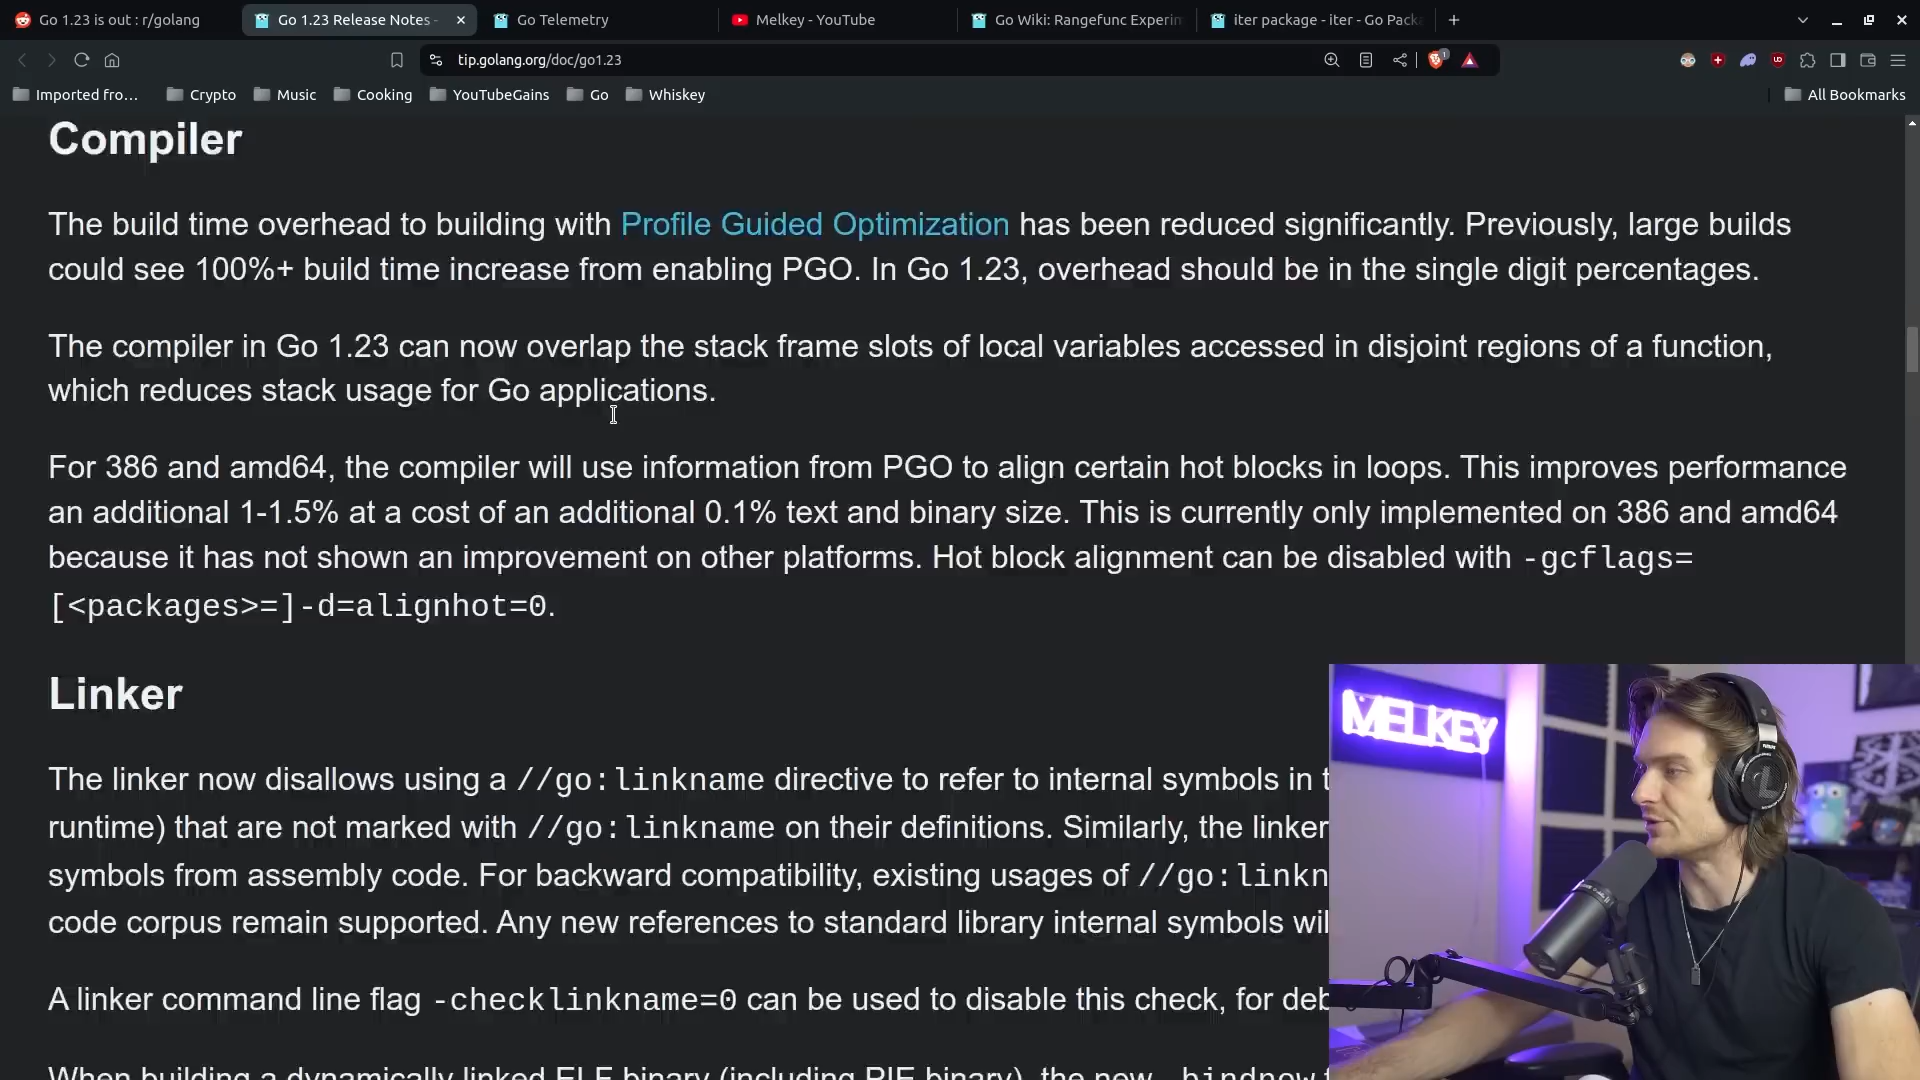 Go 1.23 is out : r/golang
Go 1.23 Release Notes -
Go Telemetry
Melkey - YouTube
Go Wiki: Rangefunc Experim
iter package - iter - Go Packa
tip.golang.org/doc/go1.23
1
Imported fro...
Crypto
Music
Cooking
YouTubeGains
Go
Whiskey
All Bookmarks
Compiler
The build time overhead to building with Profile Guided Optimization has been reduced significantly. Previously, large builds
could see 100%+ build time increase from enabling PGO. In Go 1.23, overhead should be in the single digit percentages.
The compiler in Go 1.23 can now overlap the stack frame slots of local variables accessed in disjoint regions of a function,
which reduces stack usage for Go applications.
For 386 and amd64, the compiler will use information from PGO to align certain hot blocks in loops. This improves performance
an additional 1-1.5% at a cost of an additional 0.1% text and binary size. This is currently only implemented on 386 and amd64
because it has not shown an improvement on other platforms. Hot block alignment can be disabled with -gcflags=
[<packages>=]-d=alignhot=0.
Linker
The linker now disallows using a //go:linkname directive to refer to internal symbols in t
runtime) that are not marked with //go:linkname on their definitions. Similarly, the linker
symbols from assembly code. For backward compatibility, existing usages of //go:linkn
code corpus remain supported. Any new references to standard library internal symbols wil
A linker command line flag -checklinkname=0 can be used to disable this check, for deb
When building a dynamically linked ELF binary (including PIE binary), the new -bindnow f
MELKEY